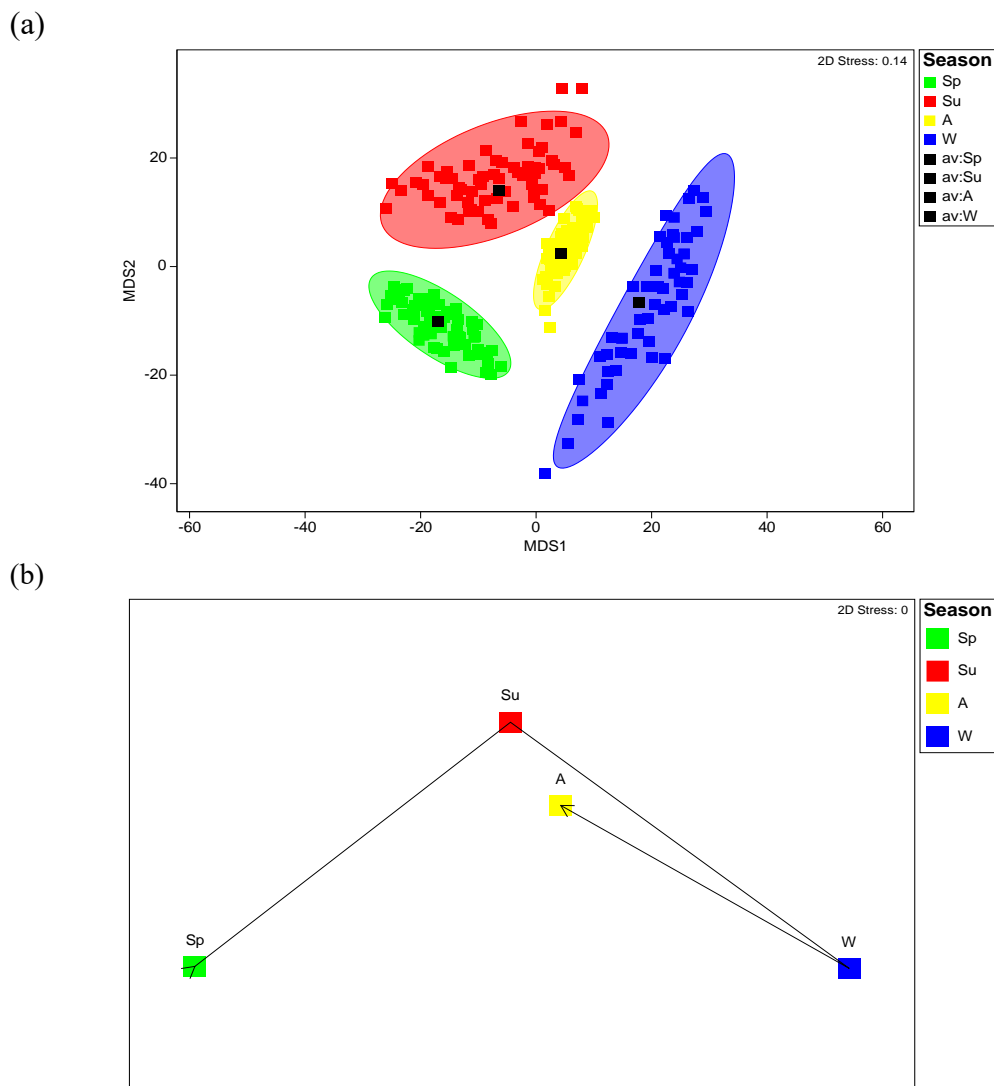 (a)
2D Stress: 0.14
Season
Sp
Su
A
W
av:Sp
av:Su
av:A
av:W
MDS2
20
0
-20
-40
-60
-40
-20
0
20
40
60
MDS1
(b)
2D Stress: 0
Season
Sp
Su
A
W
Su
A
Sp
W